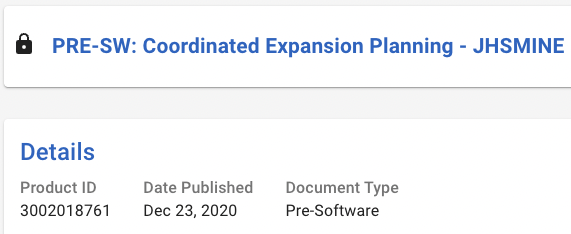 PRE-SW: Coordinated Expansion Planning - JHSMINE
Details
Product ID Date Published Document Type
3002018761 Dec 23, 2020 Pre-Software